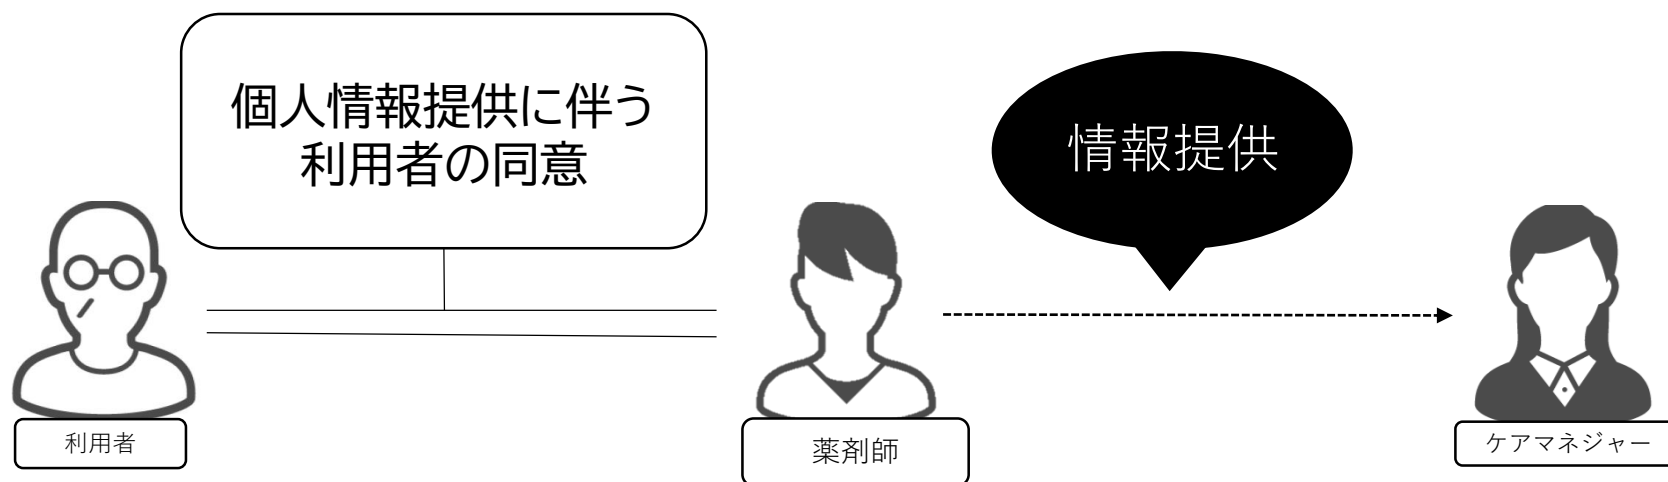 個人情報提供に伴う
利用者の同意
情報提供
利用者
薬剤師
ケアマネジャー